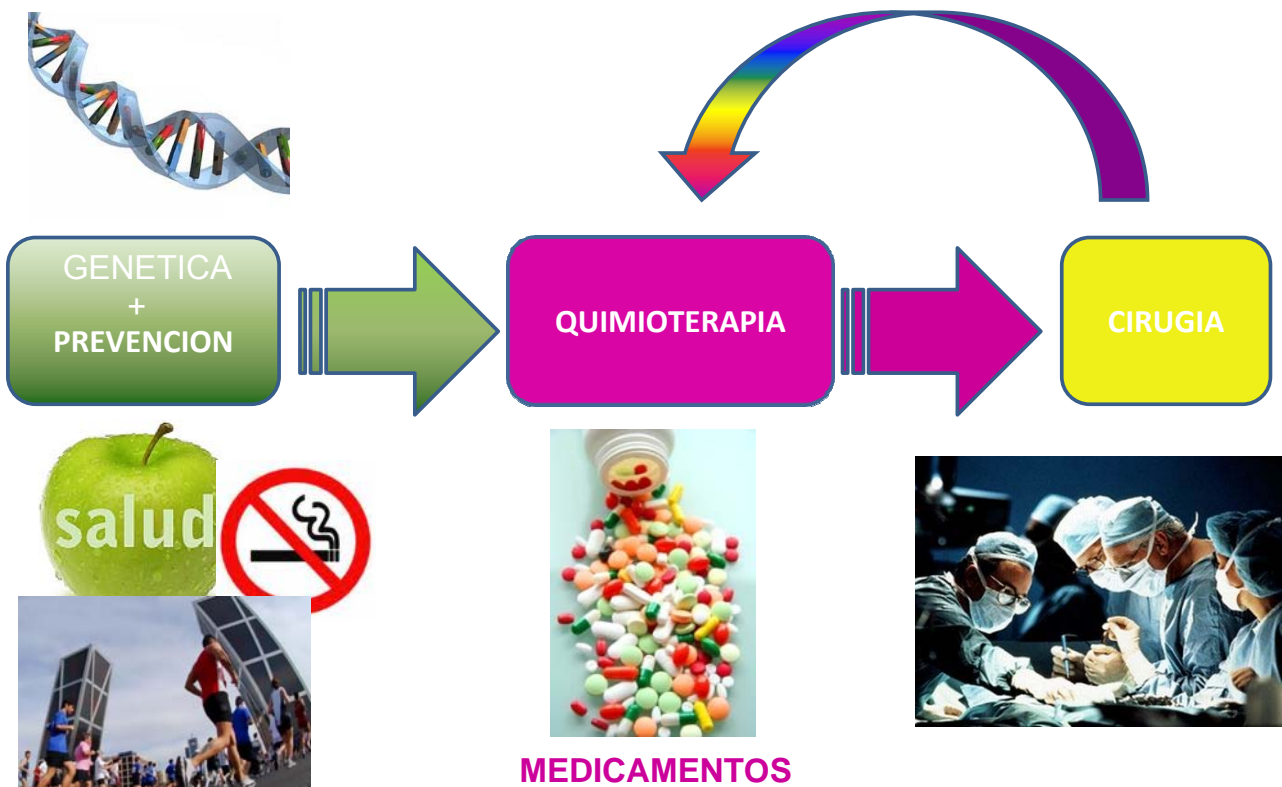 GENETICA
+
PREVENCION
QUIMIOTERAPIA
CIRUGIA
salud
MEDICAMENTOS